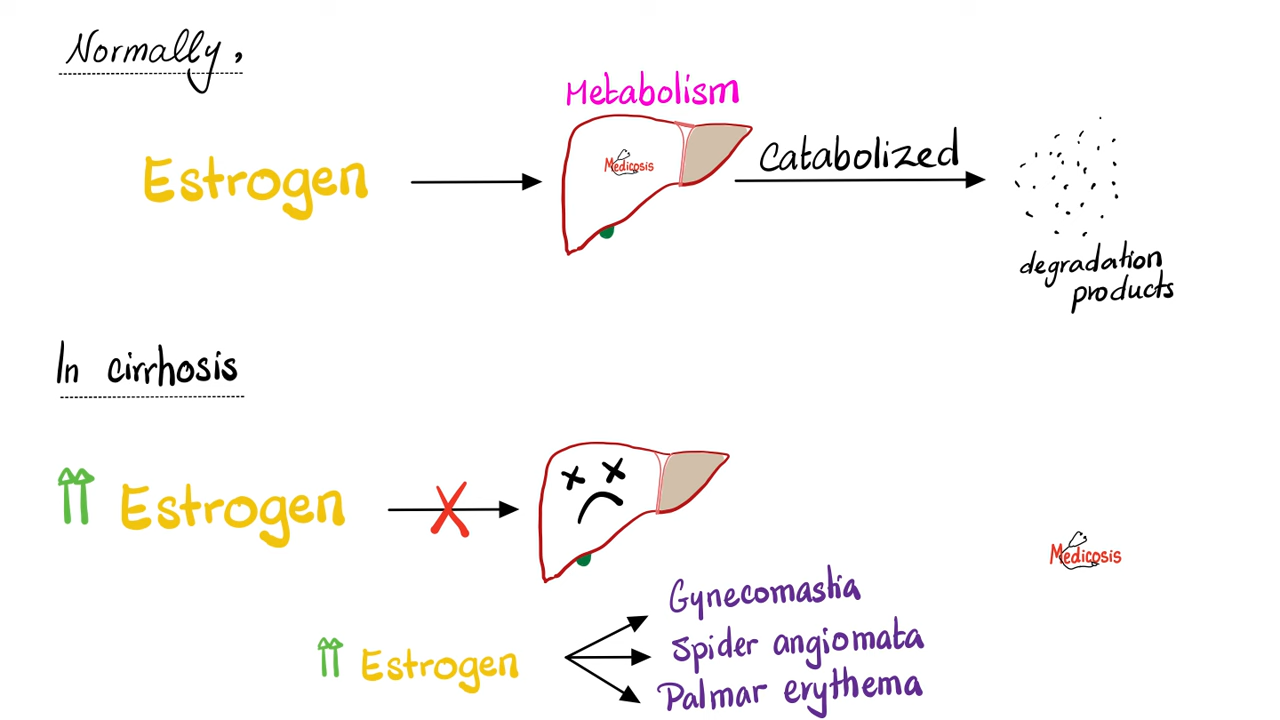 Normally,
Metabolism
Estrogen
Medicosis
Catabolized
degradation
products
In cirrhosis
Estrogen
Medicosis
Gynecomastia
Spider angiomata
Estrogen
Palmar erythema